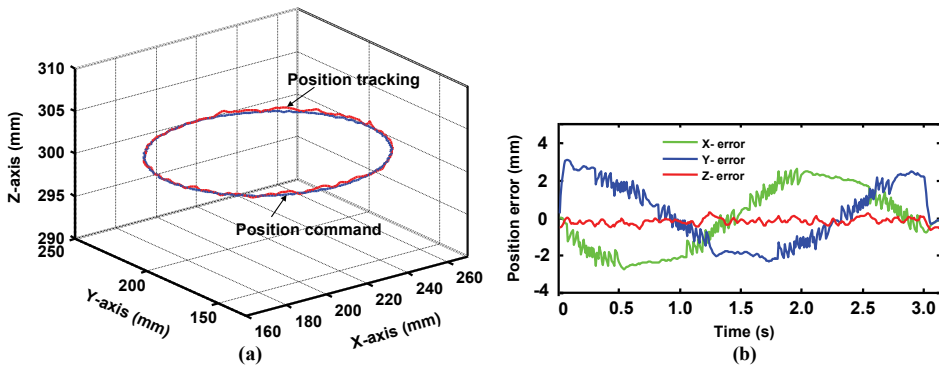 (a)
310
305
300
295
290
Z-axis (mm)
Position tracking
Position command
250
200
150
Y-axis (mm)
160
180
200
220
240
260
X-axis (mm)
4
2
0
-2
-4
Position error (mm)
X- error
Y- error
Z- error
0 0.5 1.0 1.5 2.0 2.5 3.0
Time (s)
(a)
(b)